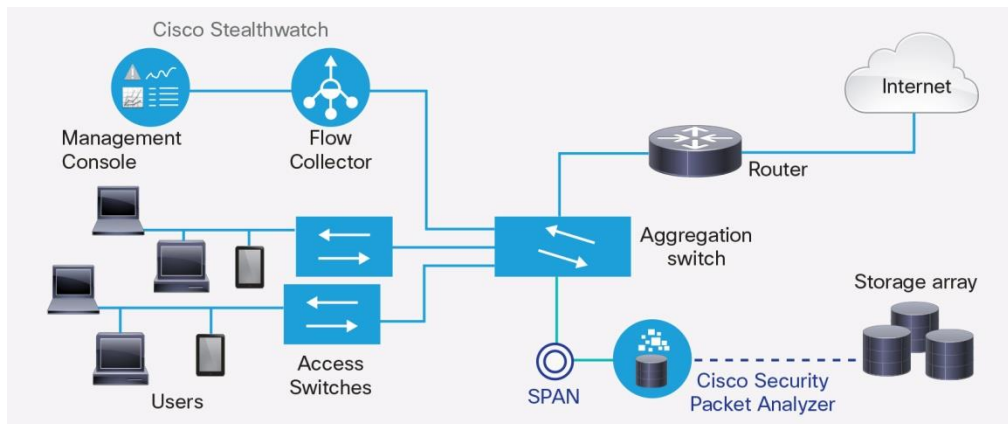 Cisco Stealthwatch
Management
Console
Flow
Collector
Internet
Router
Aggregation
switch
Storage array
Access
Switches
Users
SPAN
Cisco Security
Packet Analyzer